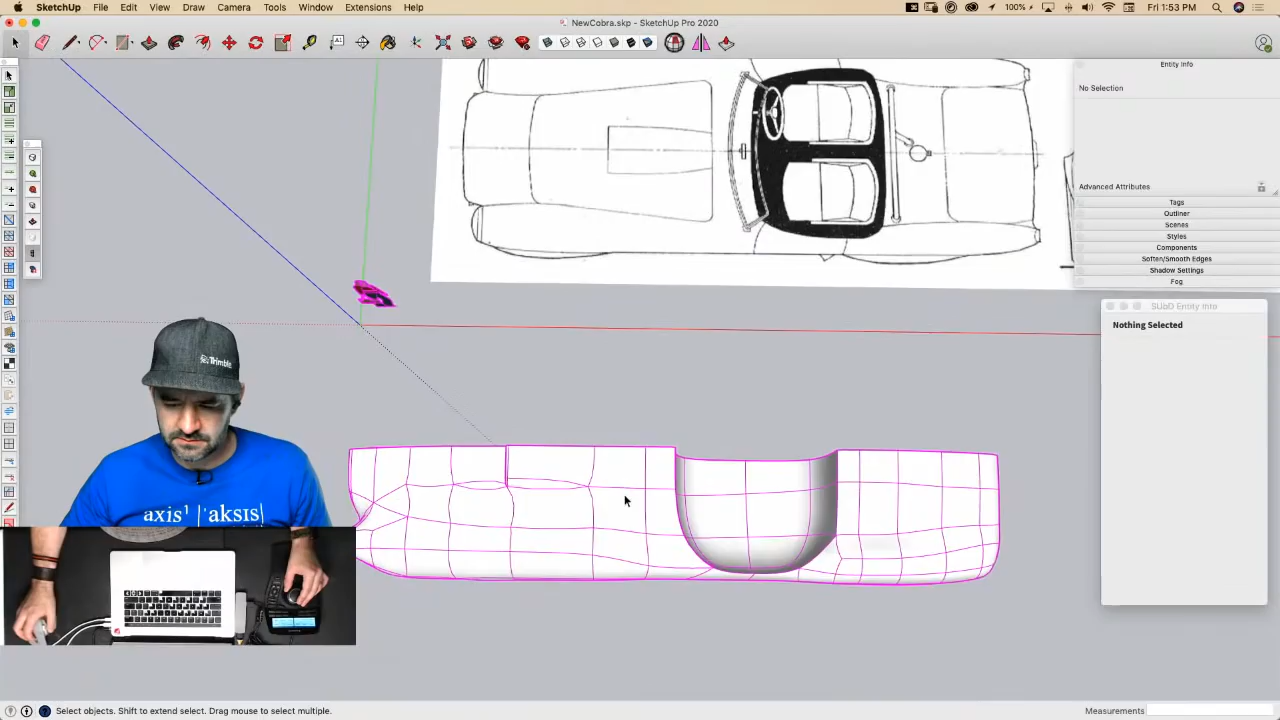 SketchUp File Edit View Draw Camera Tools Window Extensions Help
100% Fri 1:53 PM
NewCobra.skp - SketchUp Pro 2020
Entity Info
No Selection
Advanced Attributes
Tags
Outliner
Scenes
Styles
Components
Soften/Smooth Edges
Shadow Settings
Fog
SUbD Entity Info
Nothing Selected
Trimble
axis¹ |ˈaksɪs|
Select objects. Shift to extend select. Drag mouse to select multiple.
Measurements